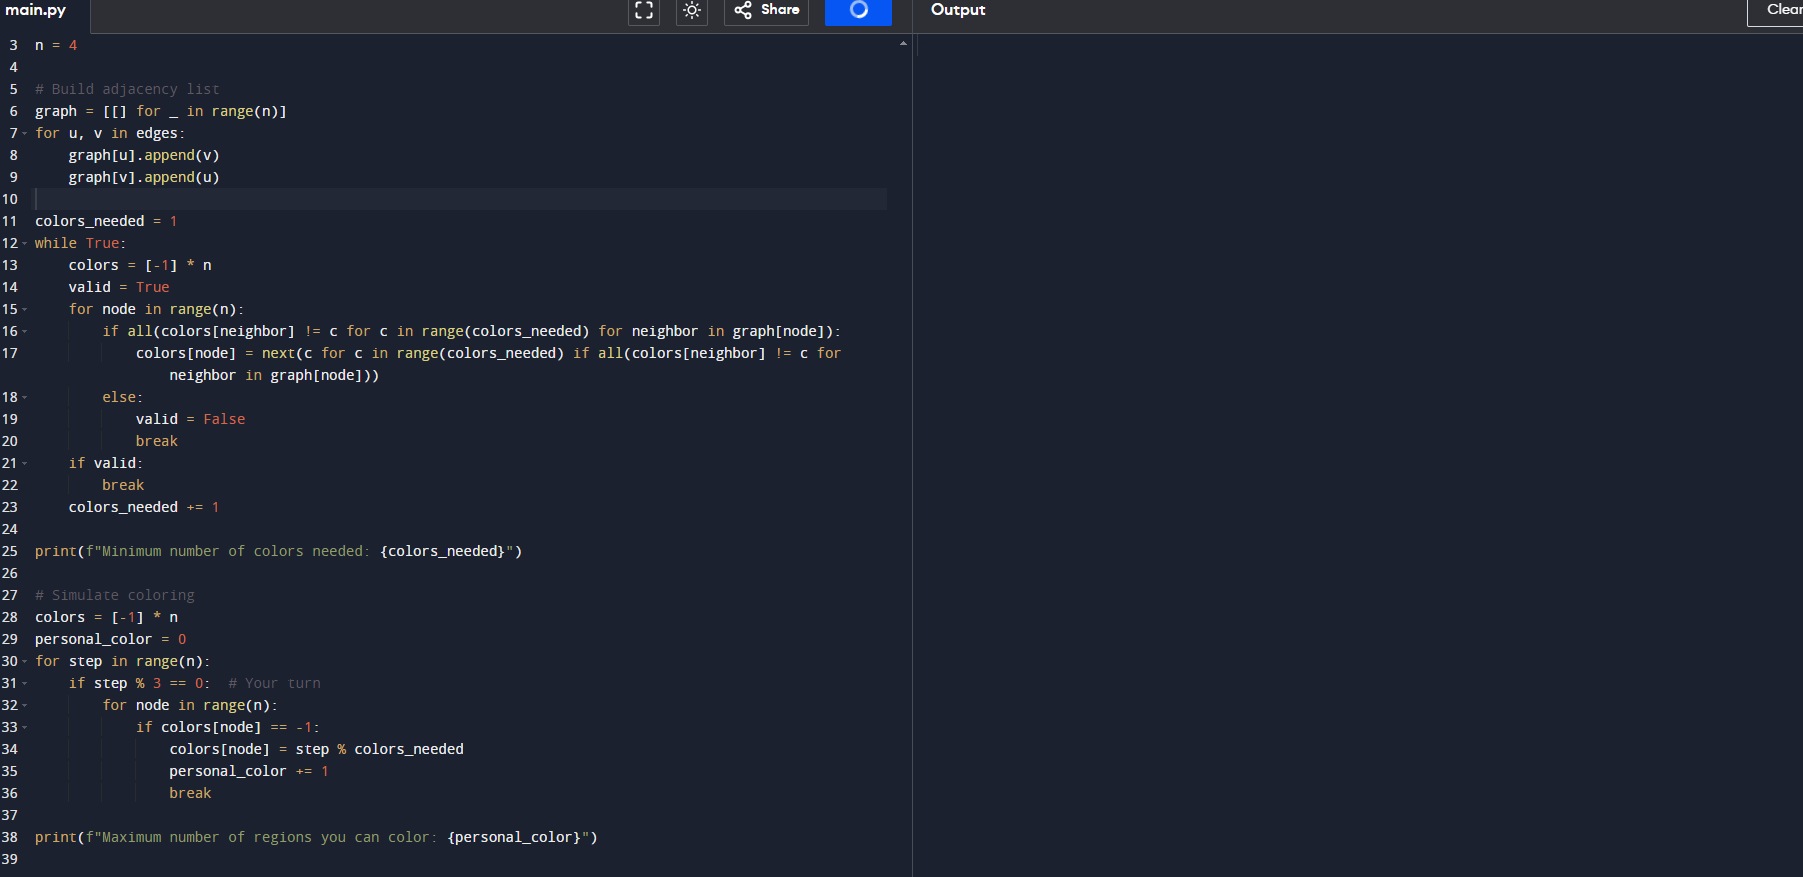 main.py
Share
Output
Clear
3 n = 4
4
5 # Build adjacency list
6 graph = [[] for _ in range(n)]
7 for u, v in edges:
8     graph[u].append(v)
9     graph[v].append(u)
10
11 colors_needed = 1
12 while True:
13     colors = [-1] * n
14     valid = True
15     for node in range(n):
16         if all(colors[neighbor] != c for c in range(colors_needed) for neighbor in graph[node]):
17             colors[node] = next(c for c in range(colors_needed) if all(colors[neighbor] != c for
neighbor in graph[node]))
18         else:
19             valid = False
20             break
21     if valid:
22         break
23     colors_needed += 1
24
25 print(f"Minimum number of colors needed: {colors_needed}")
26
27 # Simulate coloring
28 colors = [-1] * n
29 personal_color = 0
30 for step in range(n):
31     if step % 3 == 0:  # Your turn
32         for node in range(n):
33             if colors[node] == -1:
34                 colors[node] = step % colors_needed
35                 personal_color += 1
36                 break
37
38 print(f"Maximum number of regions you can color: {personal_color}")
39